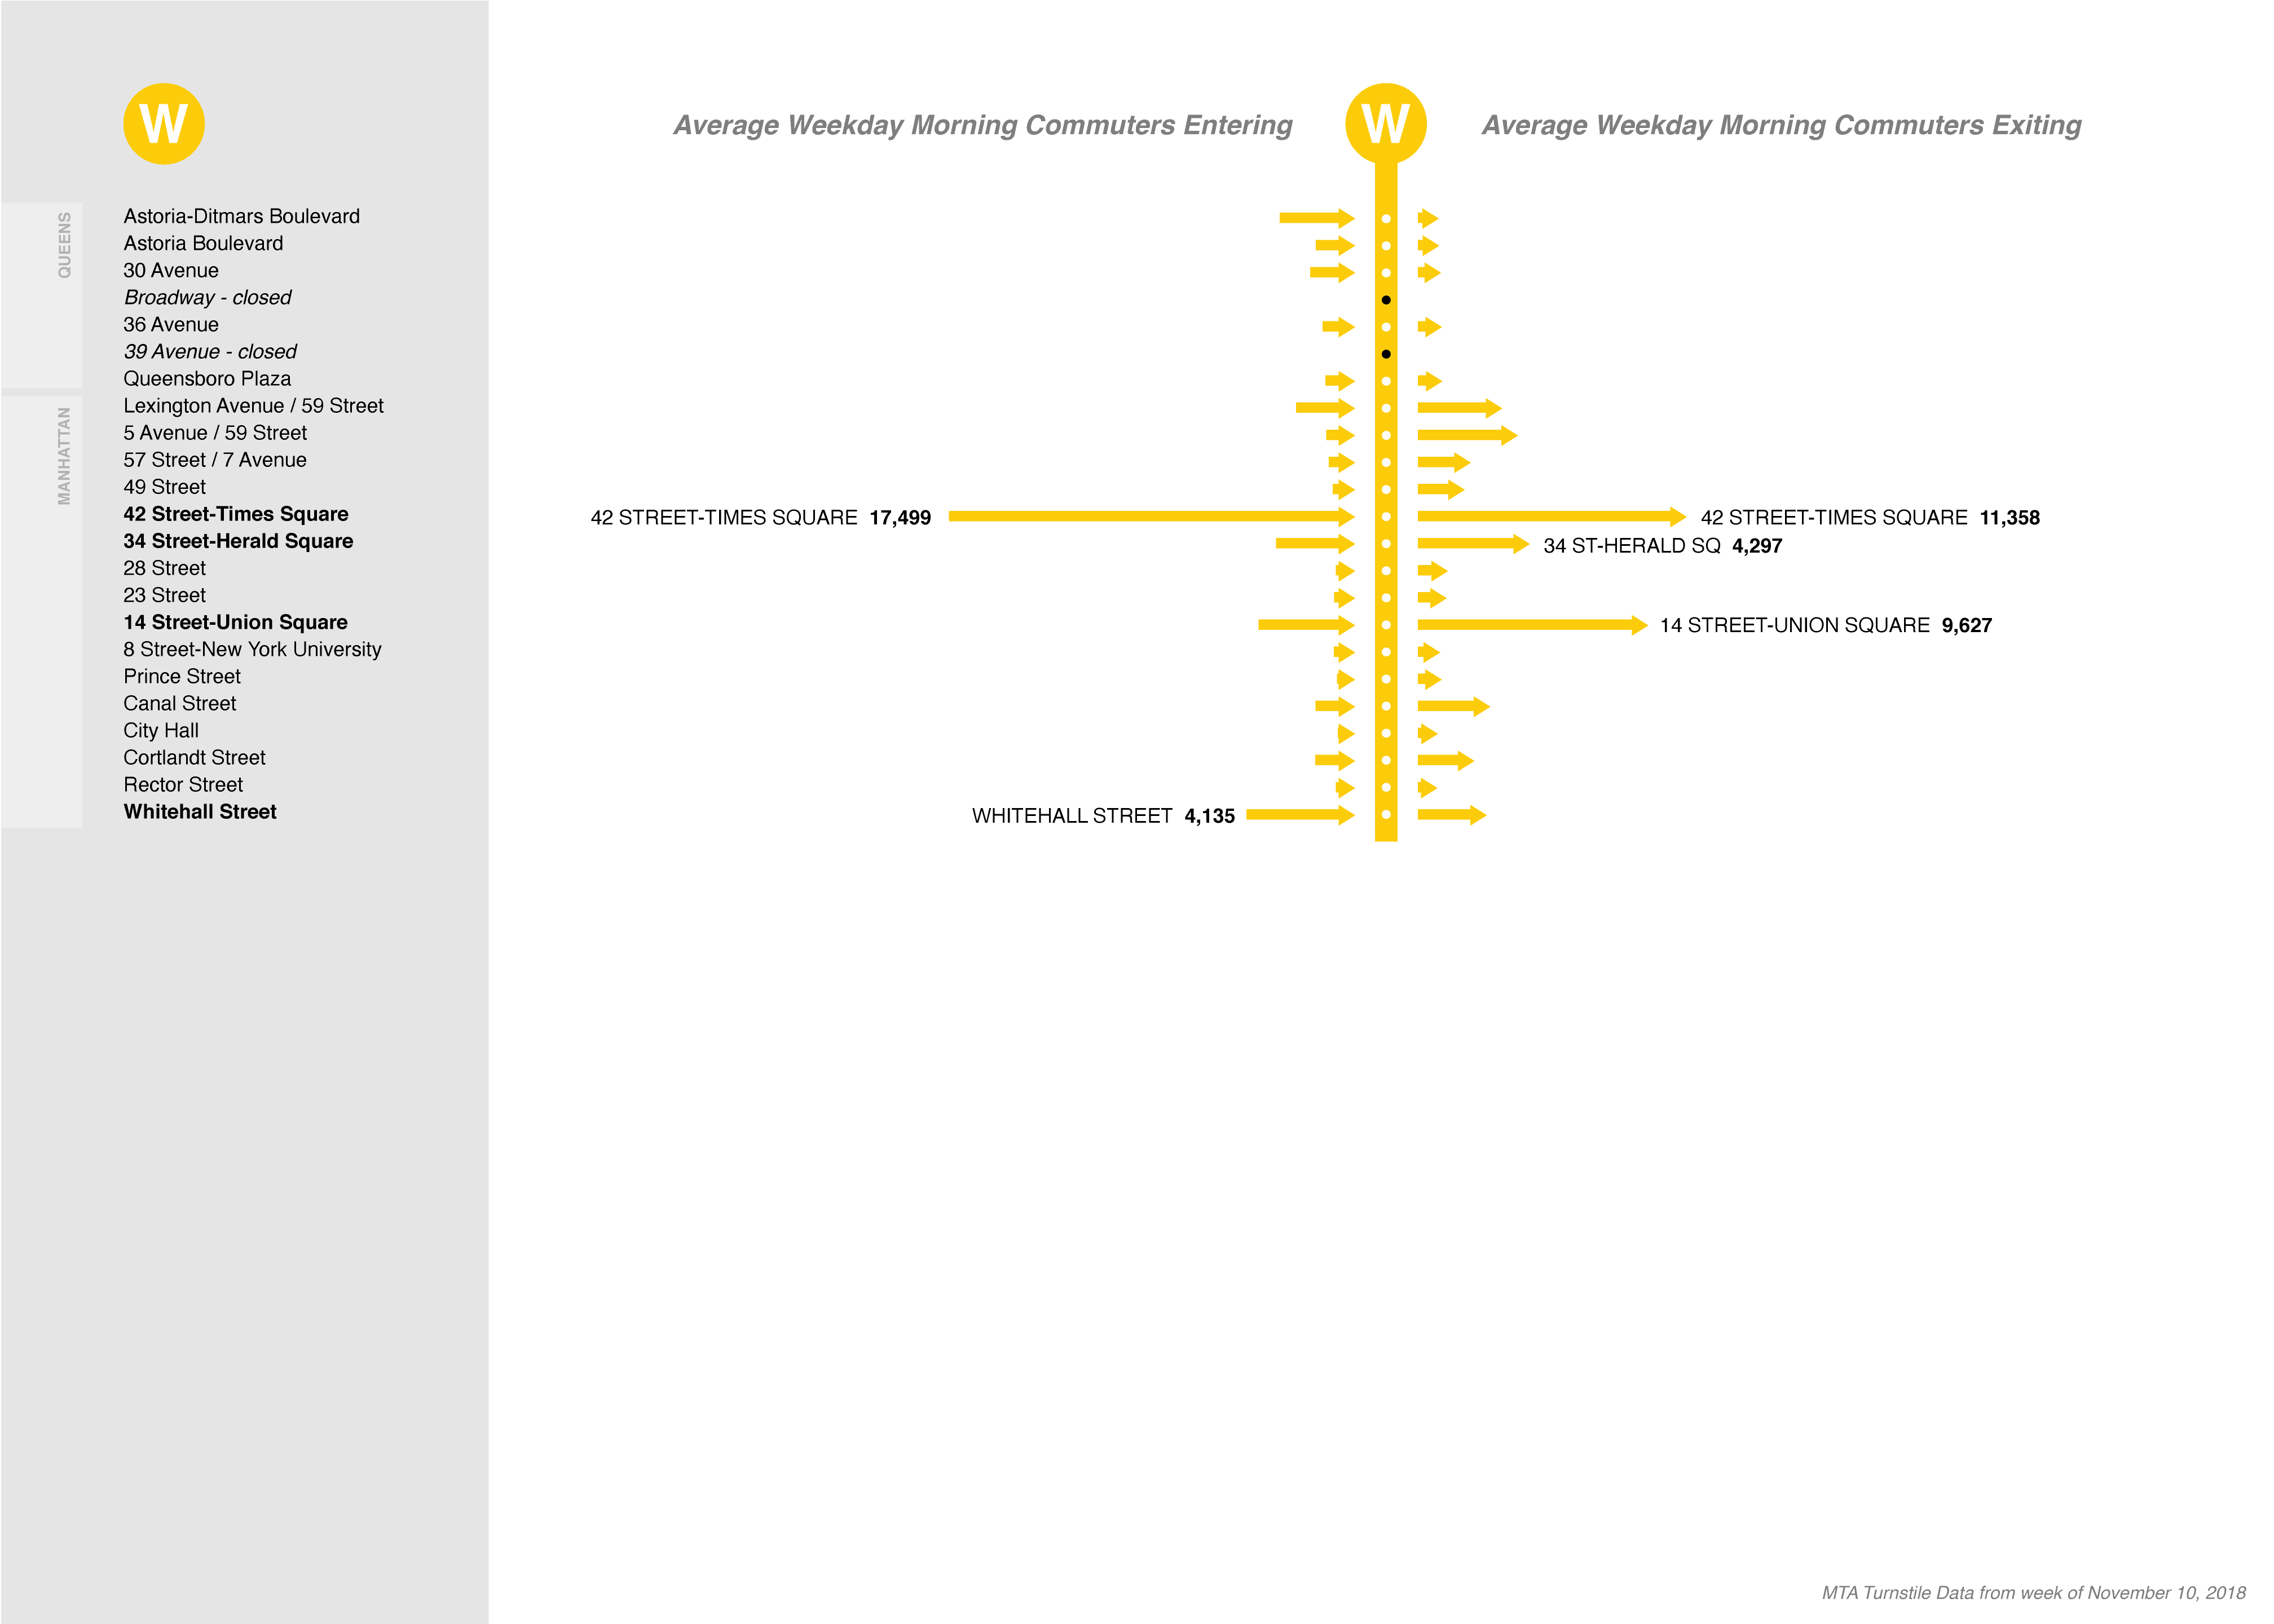 W
Average Weekday Morning Commuters Entering
W
Average Weekday Morning Commuters Exiting
QUEENS
Astoria-Ditmars Boulevard
Astoria Boulevard
30 Avenue
Broadway - closed
36 Avenue
39 Avenue - closed
Queensboro Plaza
MANHATTAN
Lexington Avenue / 59 Street
5 Avenue / 59 Street
57 Street / 7 Avenue
49 Street
42 Street-Times Square
34 Street-Herald Square
28 Street
23 Street
14 Street-Union Square
8 Street-New York University
Prince Street
Canal Street
City Hall
Cortlandt Street
Rector Street
Whitehall Street
42 STREET-TIMES SQUARE 17,499
WHITEHALL STREET 4,135
42 STREET-TIMES SQUARE 11,358
34 ST-HERALD SQ 4,297
14 STREET-UNION SQUARE 9,627
MTA Turnstile Data from week of November 10, 2018